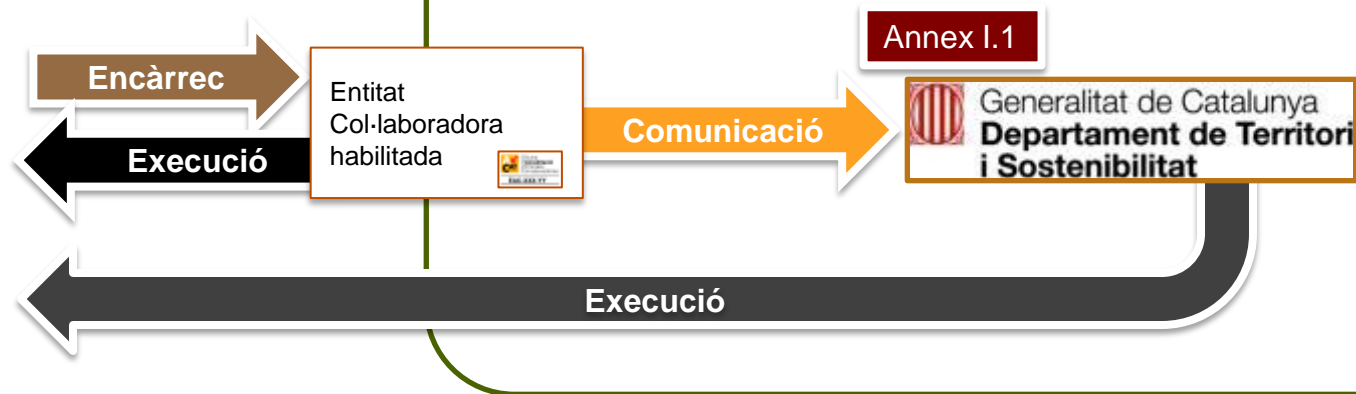 Annex I.1
Encàrrec
Entitat
Col·laboradora
habilitada
Execució
Comunicació
Generalitat de Catalunya
Departament de Territori
i Sostenibilitat
Execució